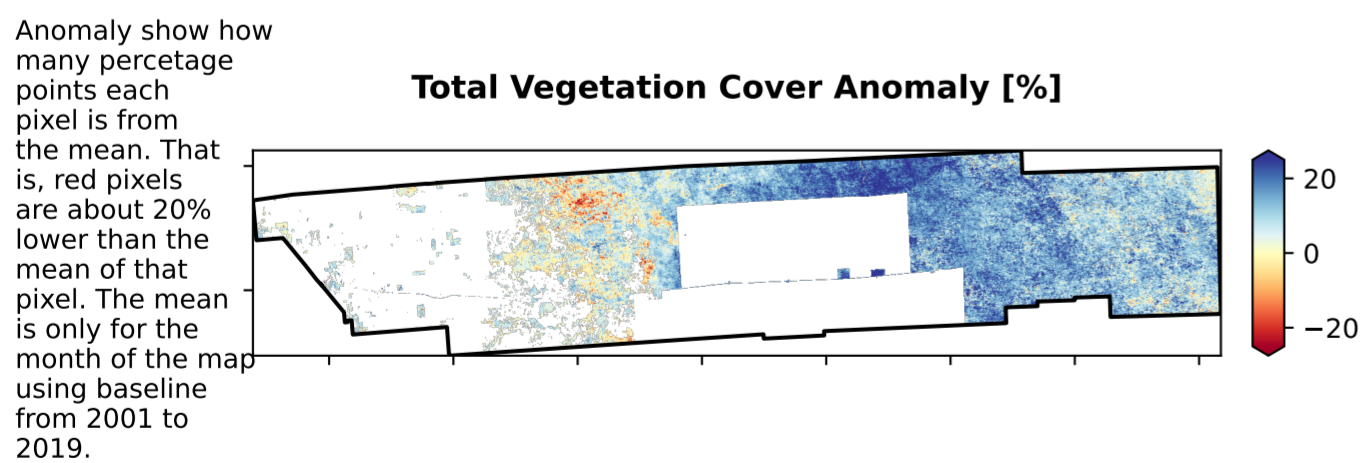 Anomaly show how
many percetage
points each
pixel is from
the mean. That
is, red pixels
are about 20%
lower than the
mean of that
pixel. The mean
is only for the
month of the map
using baseline
from 2001 to
2019.
Total Vegetation Cover Anomaly [%]
20
0
−20